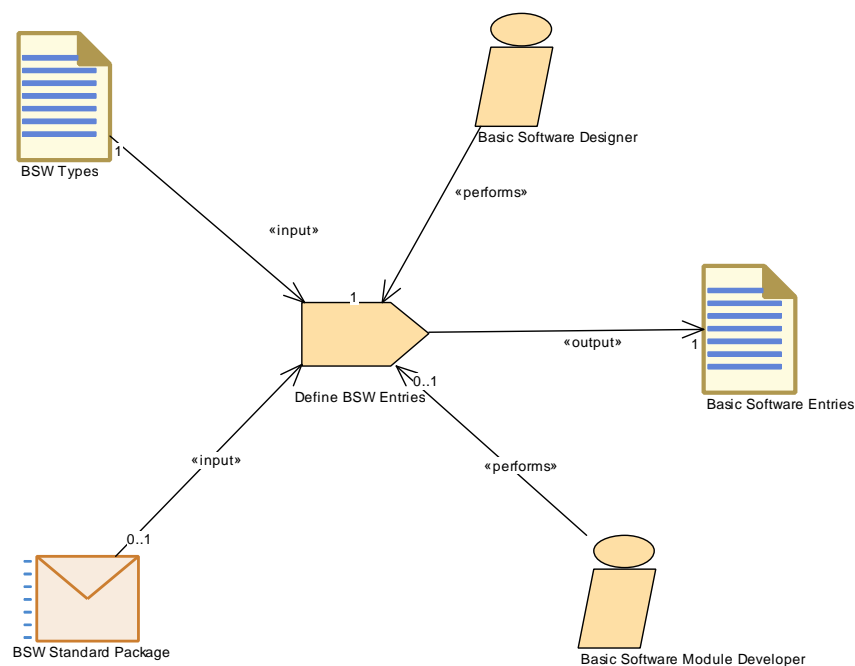 Basic Software Designer
1
BSW Types
«performs»
«input»
1
«output»
1
0..1
Define BSW Entries
Basic Software Entries
«input»
«performs»
0..1
BSW Standard Package
Basic Software Module Developer